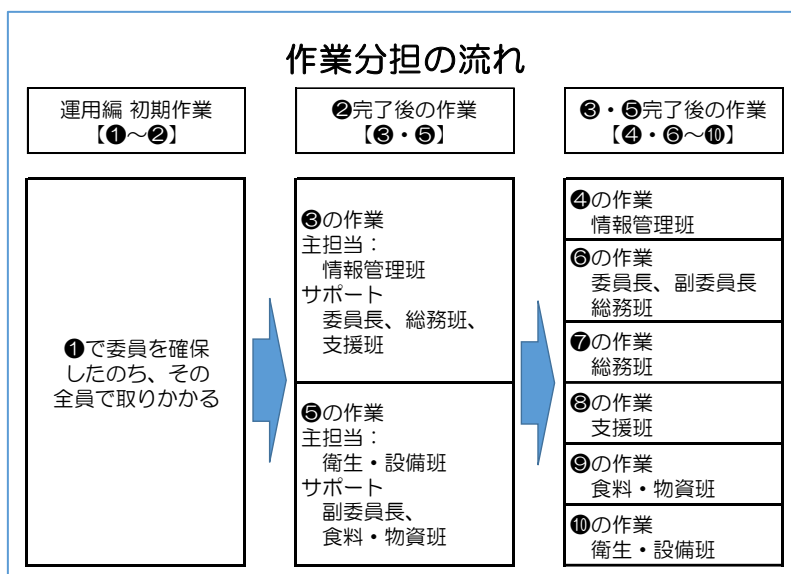 作業分担の流れ
運用編 初期作業
【❶～❷】
❷完了後の作業
【❸・❺】
❸・❺完了後の作業
【❹・❻～❿】
❶で委員を確保
したのち、その
全員で取りかかる
❸の作業
主担当：
情報管理班
サポート
委員長、総務班、
支援班
❺の作業
主担当：
衛生・設備班
サポート
副委員長、
食料・物資班
❹の作業
情報管理班
❻の作業
委員長、副委員長
総務班
❼の作業
総務班
❽の作業
支援班
❾の作業
食料・物資班
❿の作業
衛生・設備班